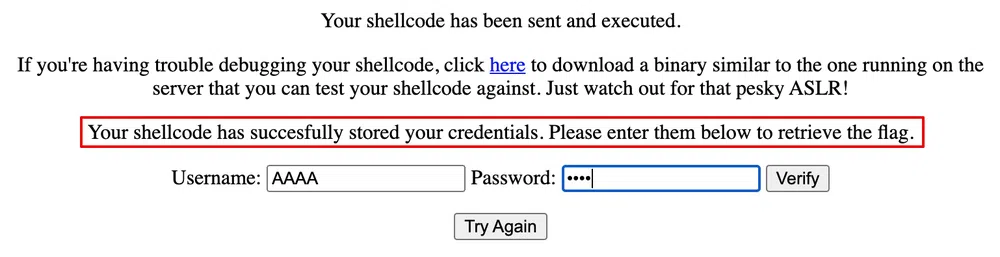 Your shellcode has been sent and executed.
If you're having trouble debugging your shellcode, click here to download a binary similar to the one running on the
server that you can test your shellcode against. Just watch out for that pesky ASLR!
Your shellcode has succesfully stored your credentials. Please enter them below to retrieve the flag.
Username: AAAA Password: •••• Verify
Try Again